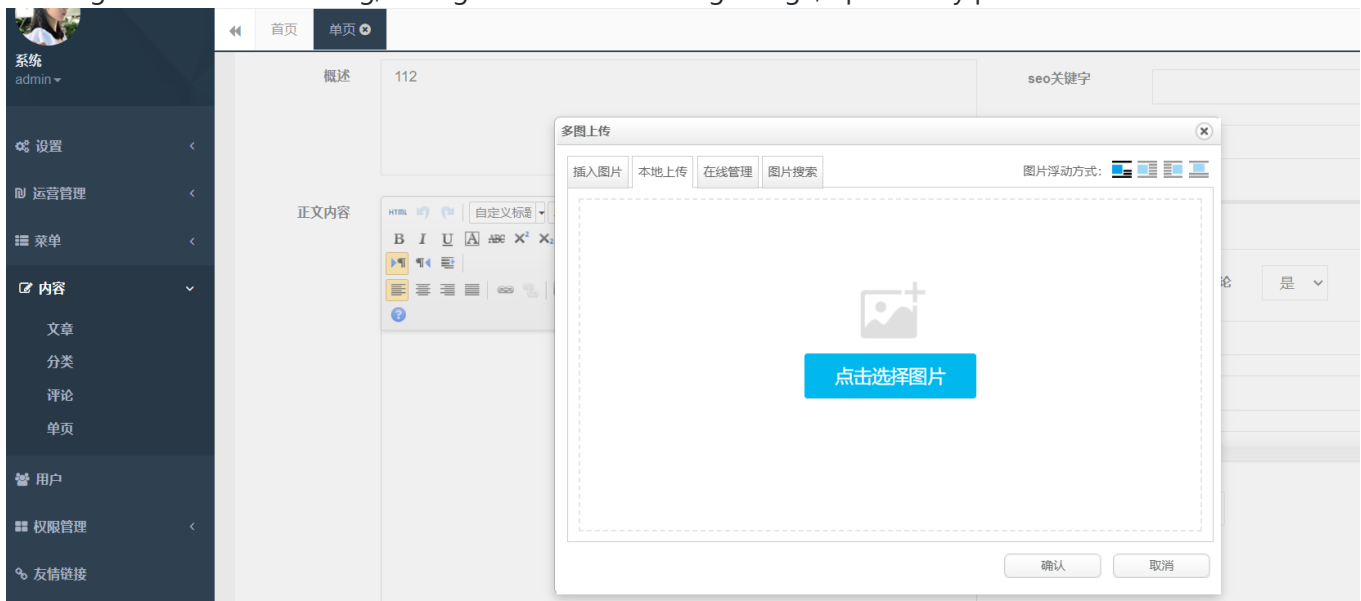 首页
单页
系统
admin
设置
运营管理
菜单
内容
文章
分类
评论
单页
用户
权限管理
友情链接
概述
112
seo关键字
正文内容
HTML
自定义标题
B I U A ABC X² X₂
多图上传
插入图片 本地上传 在线管理 图片搜索
图片浮动方式:
点击选择图片
确认
取消
论
是